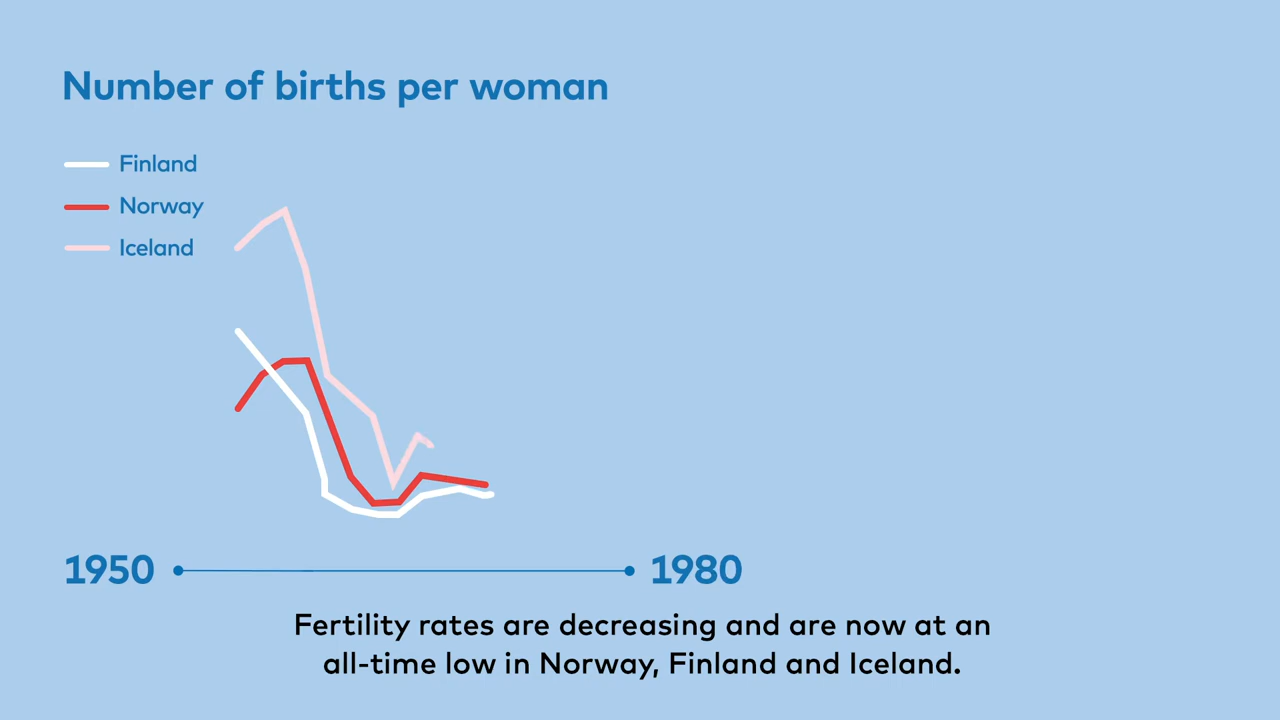 Number of births per woman
Finland
Norway
Iceland
1950
1980
Fertility rates are decreasing and are now at an
all-time low in Norway, Finland and Iceland.